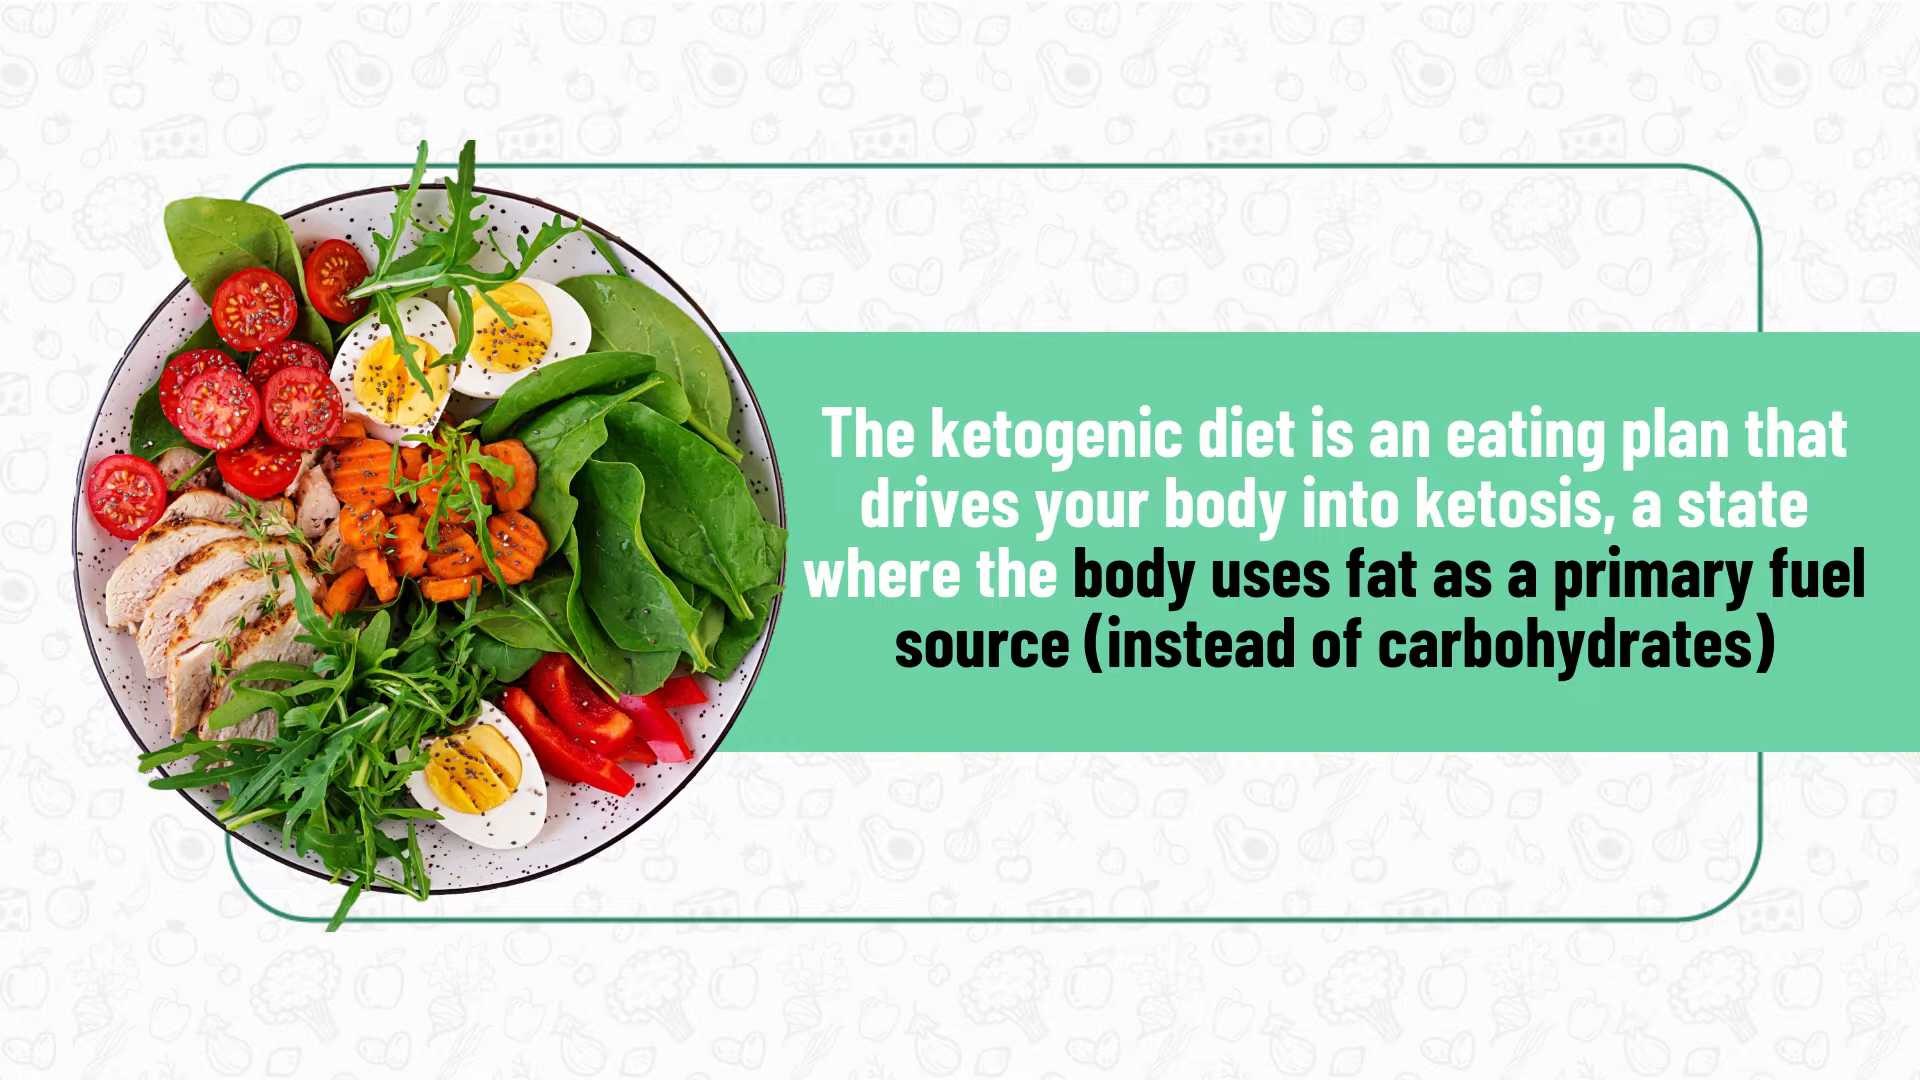 The ketogenic diet is an eating plan that
drives your body into ketosis, a state
where the body uses fat as a primary fuel
source (instead of carbohydrates)